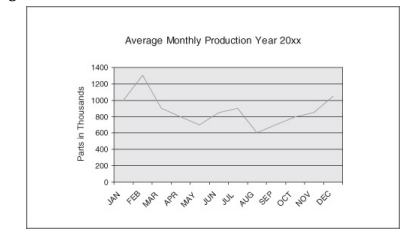 Average Monthly Production Year 20xx
Parts in Thousands
1400
1200
1000
800
600
400
200
0
JAN FEB MAR APR MAY JUN JUL AUG SEP OCT NOV DEC